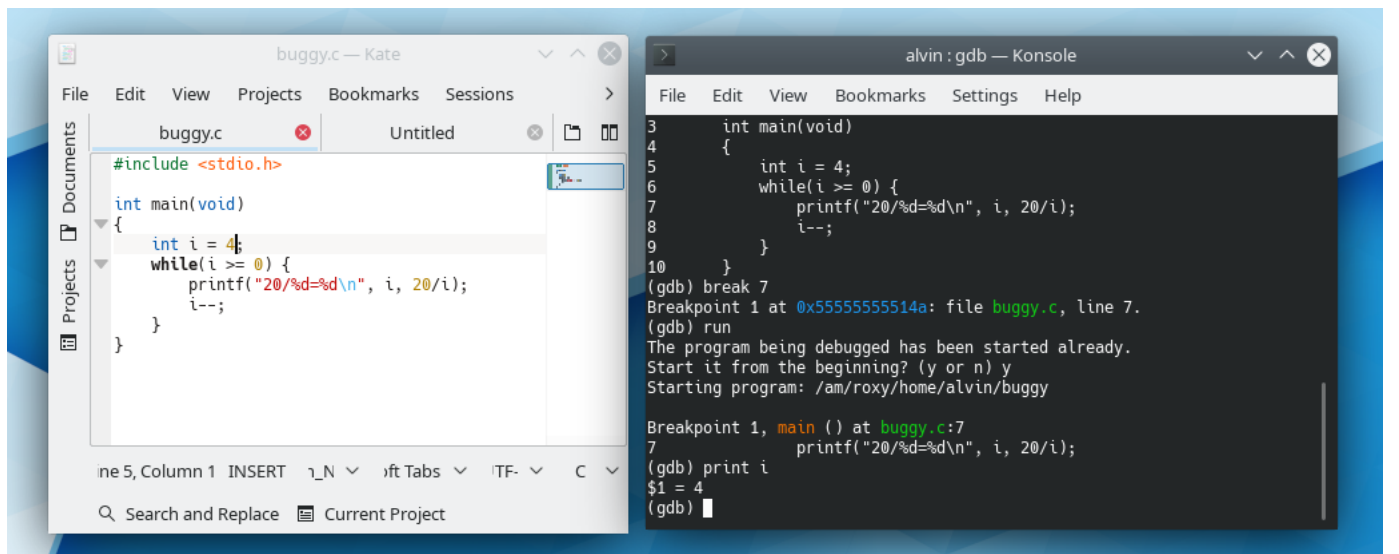 buggy.c — Kate
File Edit View Projects Bookmarks Sessions
buggy.c Untitled
Documents
Projects
#include <stdio.h>
int main(void)
{
int i = 4;
while(i >= 0) {
printf("20/%d=%d\n", i, 20/i);
i--;
}
}
ine 5, Column 1 INSERT n_N oft Tabs TF- C
Search and Replace Current Project
alvin : gdb — Konsole
File Edit View Bookmarks Settings Help
3 int main(void)
4 {
5 int i = 4;
6 while(i >= 0) {
7 printf("20/%d=%d\n", i, 20/i);
8 i--;
9 }
10 }
(gdb) break 7
Breakpoint 1 at 0x55555555514a: file buggy.c, line 7.
(gdb) run
The program being debugged has been started already.
Start it from the beginning? (y or n) y
Starting program: /am/roxy/home/alvin/buggy
Breakpoint 1, main () at buggy.c:7
7 printf("20/%d=%d\n", i, 20/i);
(gdb) print i
$1 = 4
(gdb)